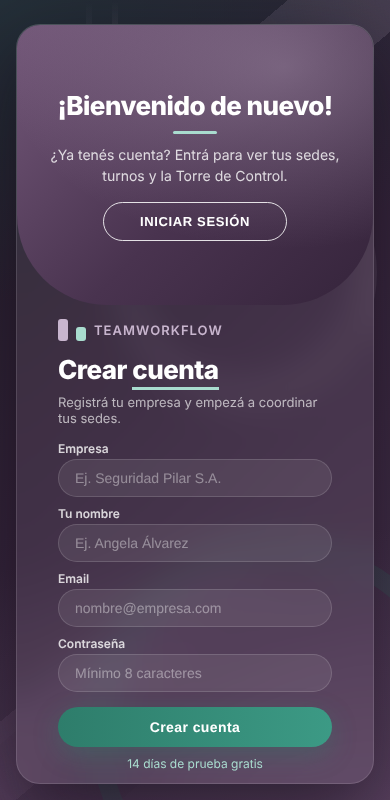 ¡Bienvenido de nuevo!
¿Ya tenés cuenta? Entrá para ver tus sedes,
turnos y la Torre de Control.
INICIAR SESIÓN
TEAMWORKFLOW
Crear cuenta
Registrá tu empresa y empezá a coordinar
tus sedes.
Empresa
Ej. Seguridad Pilar S.A.
Tu nombre
Ej. Angela Álvarez
Email
nombre@empresa.com
Contraseña
Mínimo 8 caracteres
Crear cuenta
14 días de prueba gratis